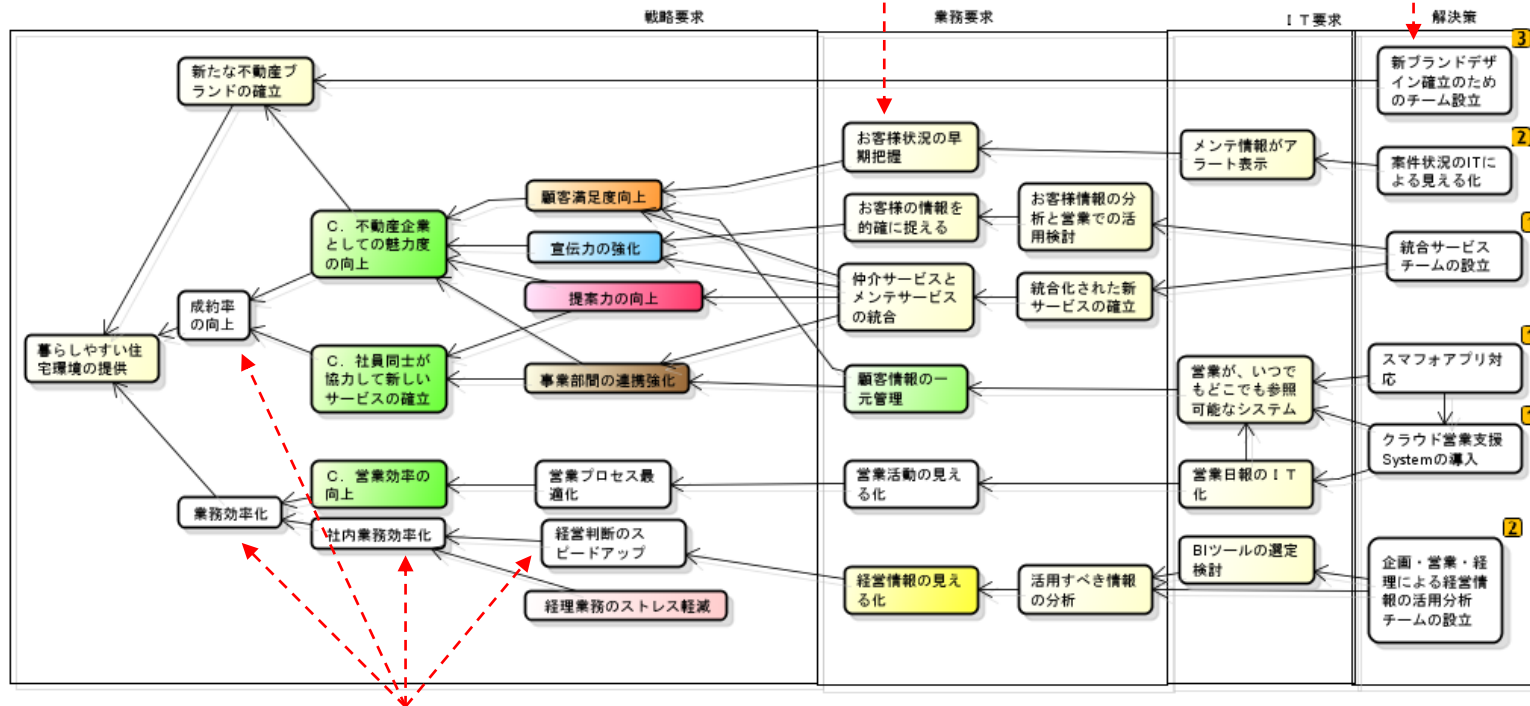 戦略要求
業務要求
ＩＴ要求
解決策
新たな不動産ブ
ランドの確立
3
新ブランドデザ
イン確立のため
のチーム設立
お客様状況の早
期把握
メンテ情報がア
ラート表示
2
案件状況のITに
よる見える化
顧客満足度向上
お客様の情報を
的確に捉える
お客様情報の分
析と営業での活
用検討
C．不動産企業
としての魅力度
の向上
宣伝力の強化
統合サービス
チームの設立
提案力の向上
仲介サービスと
メンテサービス
の統合
統合化された新
サービスの確立
成約率
の向上
暮らしやすい住
宅環境の提供
C．社員同士が
協力して新しい
サービスの確立
事業部間の連携強化
顧客情報の一
元管理
営業が、いつで
もどこでも参照
可能なシステム
スマフォアプリ対
応
クラウド営業支援
Systemの導入
C．営業効率の
向上
営業プロセス最
適化
営業活動の見え
る化
営業日報のＩＴ
化
業務効率化
社内業務効率化
経営判断のス
ピードアップ
BIツールの選定
検討
2
企画・営業・経
理による経営情
報の活用分析
チームの設立
経営情報の見え
る化
活用すべき情報
の分析
経理業務のストレス軽減